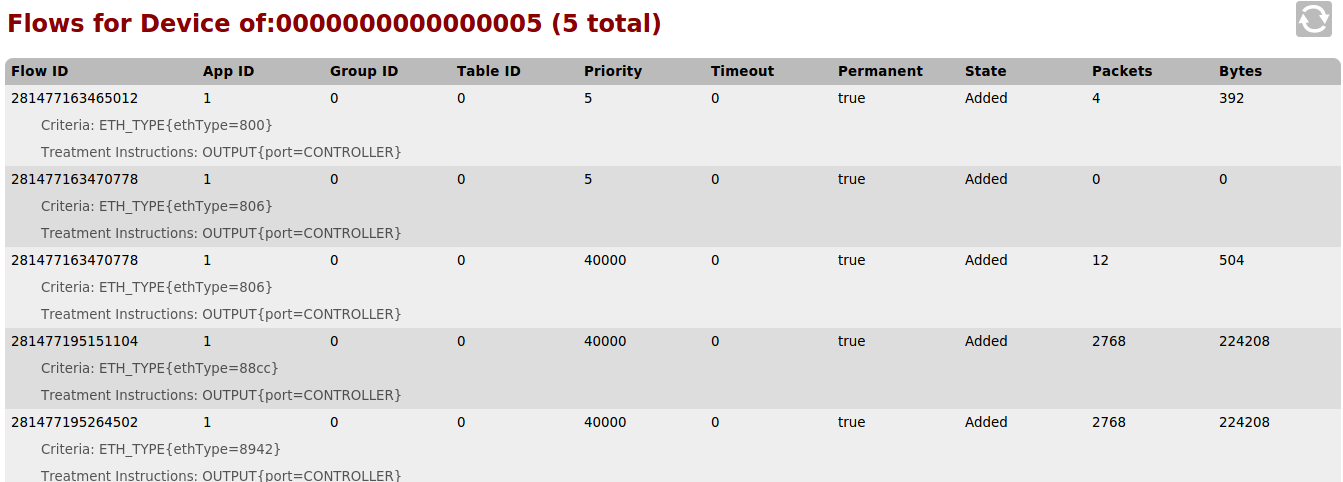 Flows for Device of:0000000000000005 (5 total)
Flow ID App ID Group ID Table ID Priority Timeout Permanent State Packets Bytes
281477163465012 1 0 0 5 0 true Added 4 392
Criteria: ETH_TYPE{ethType=800}
Treatment Instructions: OUTPUT{port=CONTROLLER}
281477163470778 1 0 0 5 0 true Added 0 0
Criteria: ETH_TYPE{ethType=806}
Treatment Instructions: OUTPUT{port=CONTROLLER}
281477163470778 1 0 0 40000 0 true Added 12 504
Criteria: ETH_TYPE{ethType=806}
Treatment Instructions: OUTPUT{port=CONTROLLER}
281477195151104 1 0 0 40000 0 true Added 2768 224208
Criteria: ETH_TYPE{ethType=88cc}
Treatment Instructions: OUTPUT{port=CONTROLLER}
281477195264502 1 0 0 40000 0 true Added 2768 224208
Criteria: ETH_TYPE{ethType=8942}
Treatment Instructions: OUTPUT{port=CONTROLLER}